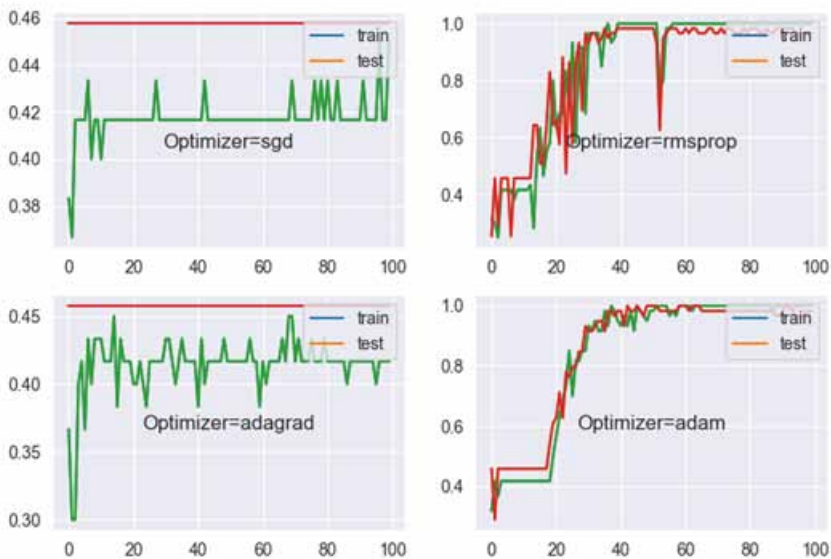 0.46
0.44
0.42
0.40
0.38
train
test
Optimizer=sgd
0 20 40 60 80 100
1.0
0.8
0.6
0.4
train
test
Optimizer=rmsprop
0 20 40 60 80 100
0.45
0.40
0.35
0.30
train
test
Optimizer=adagrad
0 20 40 60 80 100
1.0
0.8
0.6
0.4
train
test
Optimizer=adam
0 20 40 60 80 100